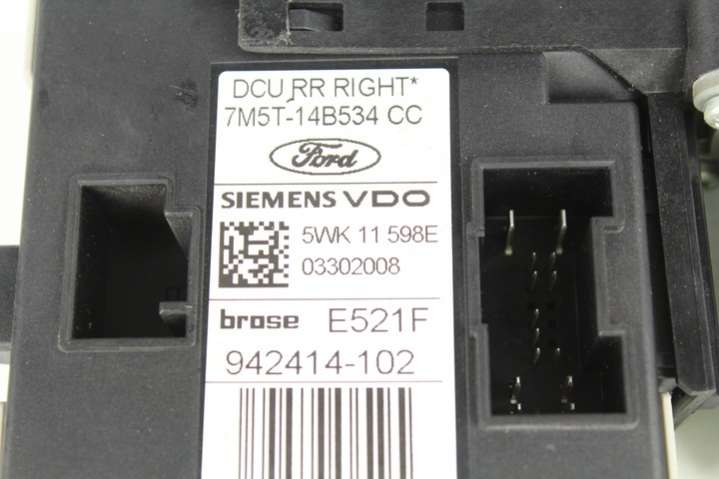 DCU RR RIGHT*
7M5T-14B534 CC
Ford
SIEMENS VDO
5WK 11 598E
03302008
brose E521F
942414-102